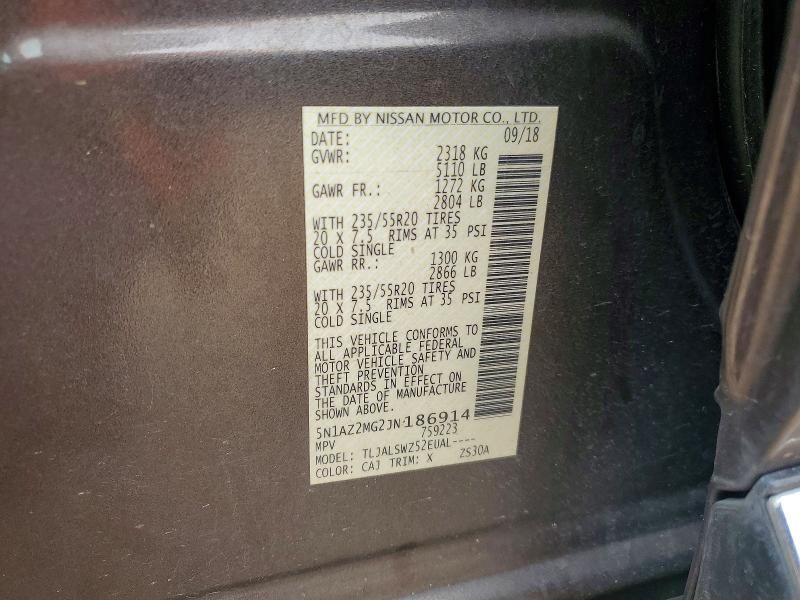 MFD BY NISSAN MOTOR CO., LTD.
DATE: 09/18
GVWR: 2318 KG
5110 LB
GAWR FR.: 1272 KG
2804 LB
WITH 235/55R20 TIRES
20 X 7.5 RIMS AT 35 PSI
COLD SINGLE
GAWR RR.: 1300 KG
2866 LB
WITH 235/55R20 TIRES
20 X 7.5 RIMS AT 35 PSI
COLD SINGLE
THIS VEHICLE CONFORMS TO
ALL APPLICABLE FEDERAL
MOTOR VEHICLE SAFETY AND
THEFT PREVENTION
STANDARDS IN EFFECT ON
THE DATE OF MANUFACTURE
SHOWN ABOVE.
5N1AZ2MG2JN186914
MPV 759223
MODEL: TLJALSWZ52EUAL----
COLOR: CAJ TRIM: X ZS30A